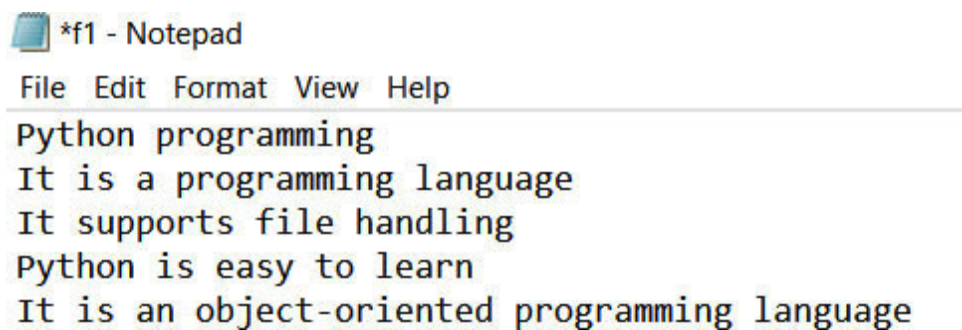 *f1 - Notepad
File Edit Format View Help
Python programming
It is a programming language
It supports file handling
Python is easy to learn
It is an object-oriented programming language